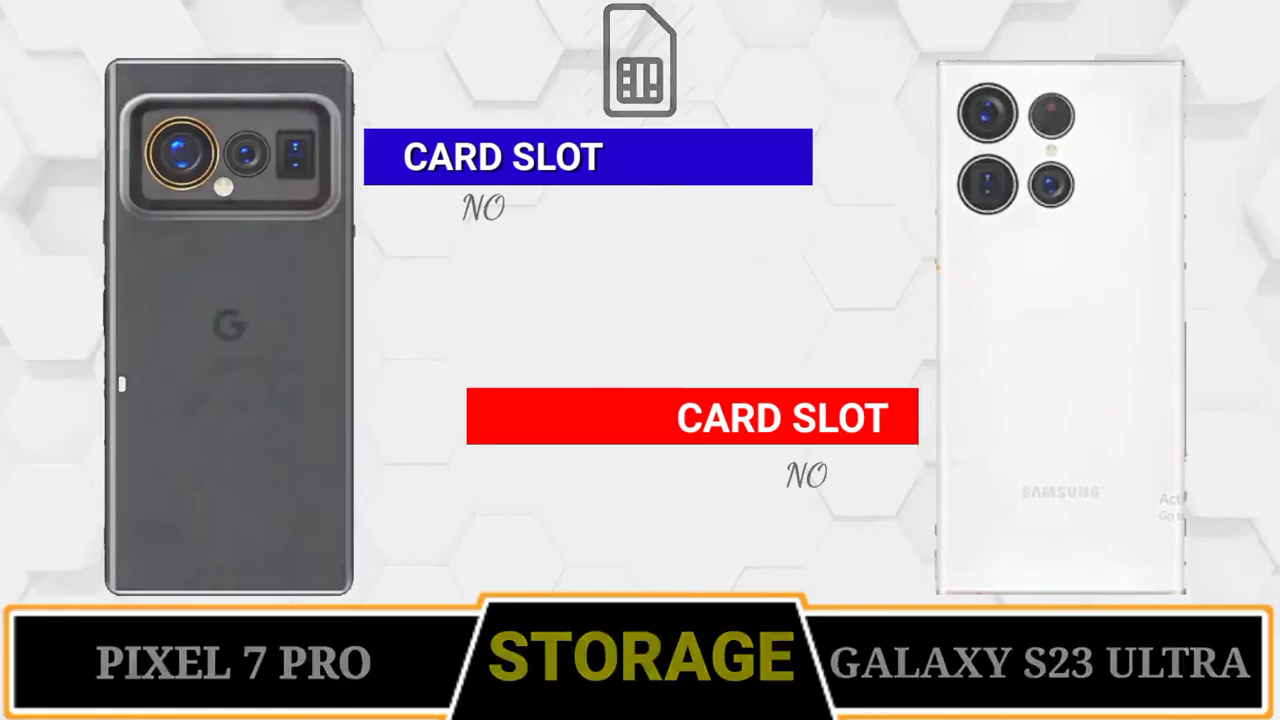 CARD SLOT
NO
CARD SLOT
NO
G
SAMSUNG
PIXEL 7 PRO
STORAGE
GALAXY S23 ULTRA